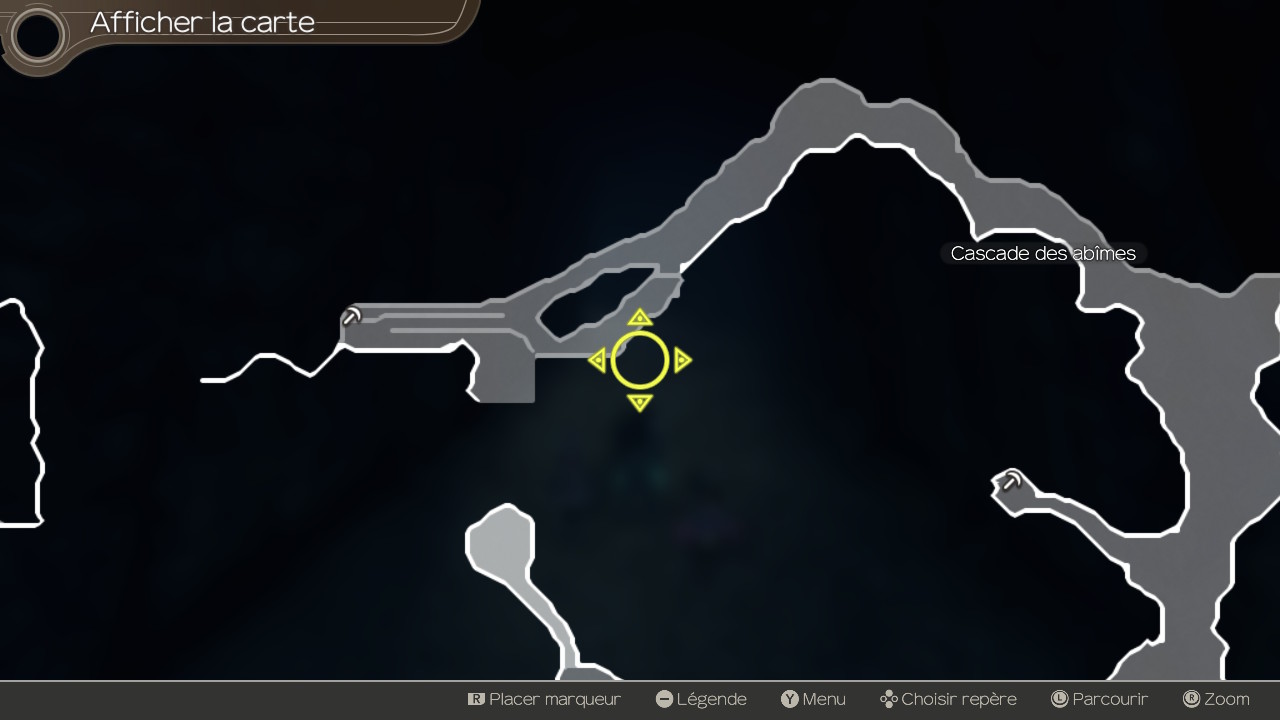 Afficher la carte
Cascade des abîmes
R Placer marqueur
Légende
Y Menu
Choisir repère
L Parcourir
R Zoom